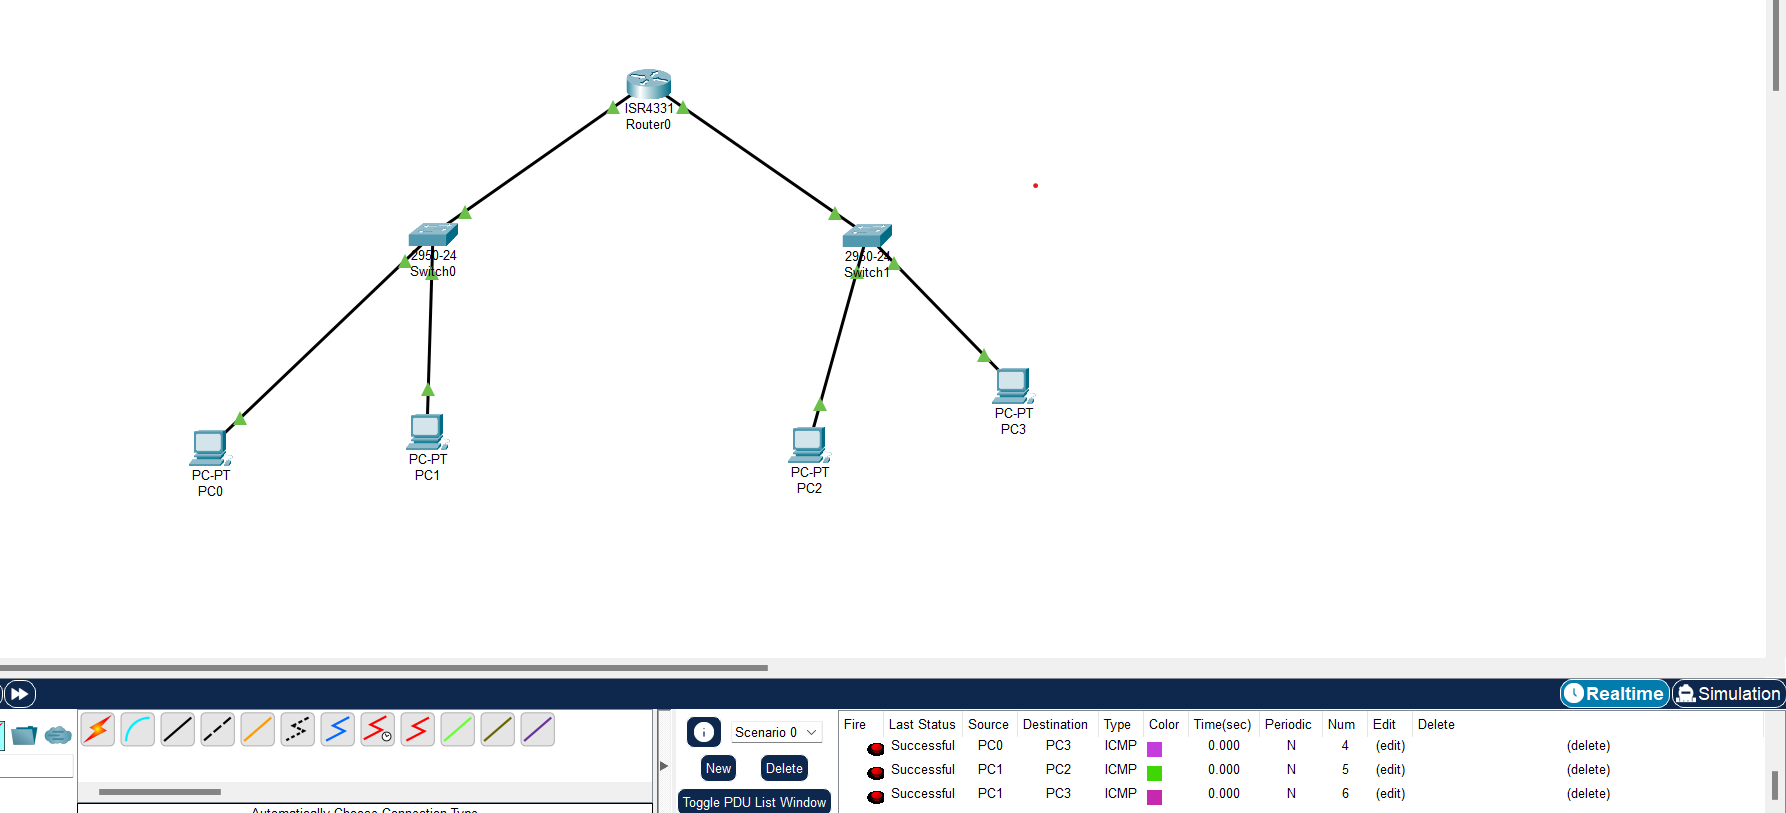 ISR4331
Router0
2950-24
Switch0
2950-24
Switch1
PC-PT
PC3
PC-PT
PC1
PC-PT
PC2
PC-PT
PC0
Realtime
Simulation
Scenario 0
New
Delete
Toggle PDU List Window
Fire Last Status Source Destination Type Color Time(sec) Periodic Num Edit Delete
Successful PC0 PC3 ICMP 0.000 N 4 (edit) (delete)
Successful PC1 PC2 ICMP 0.000 N 5 (edit) (delete)
Successful PC1 PC3 ICMP 0.000 N 6 (edit) (delete)
Automatically Choose Connection Type